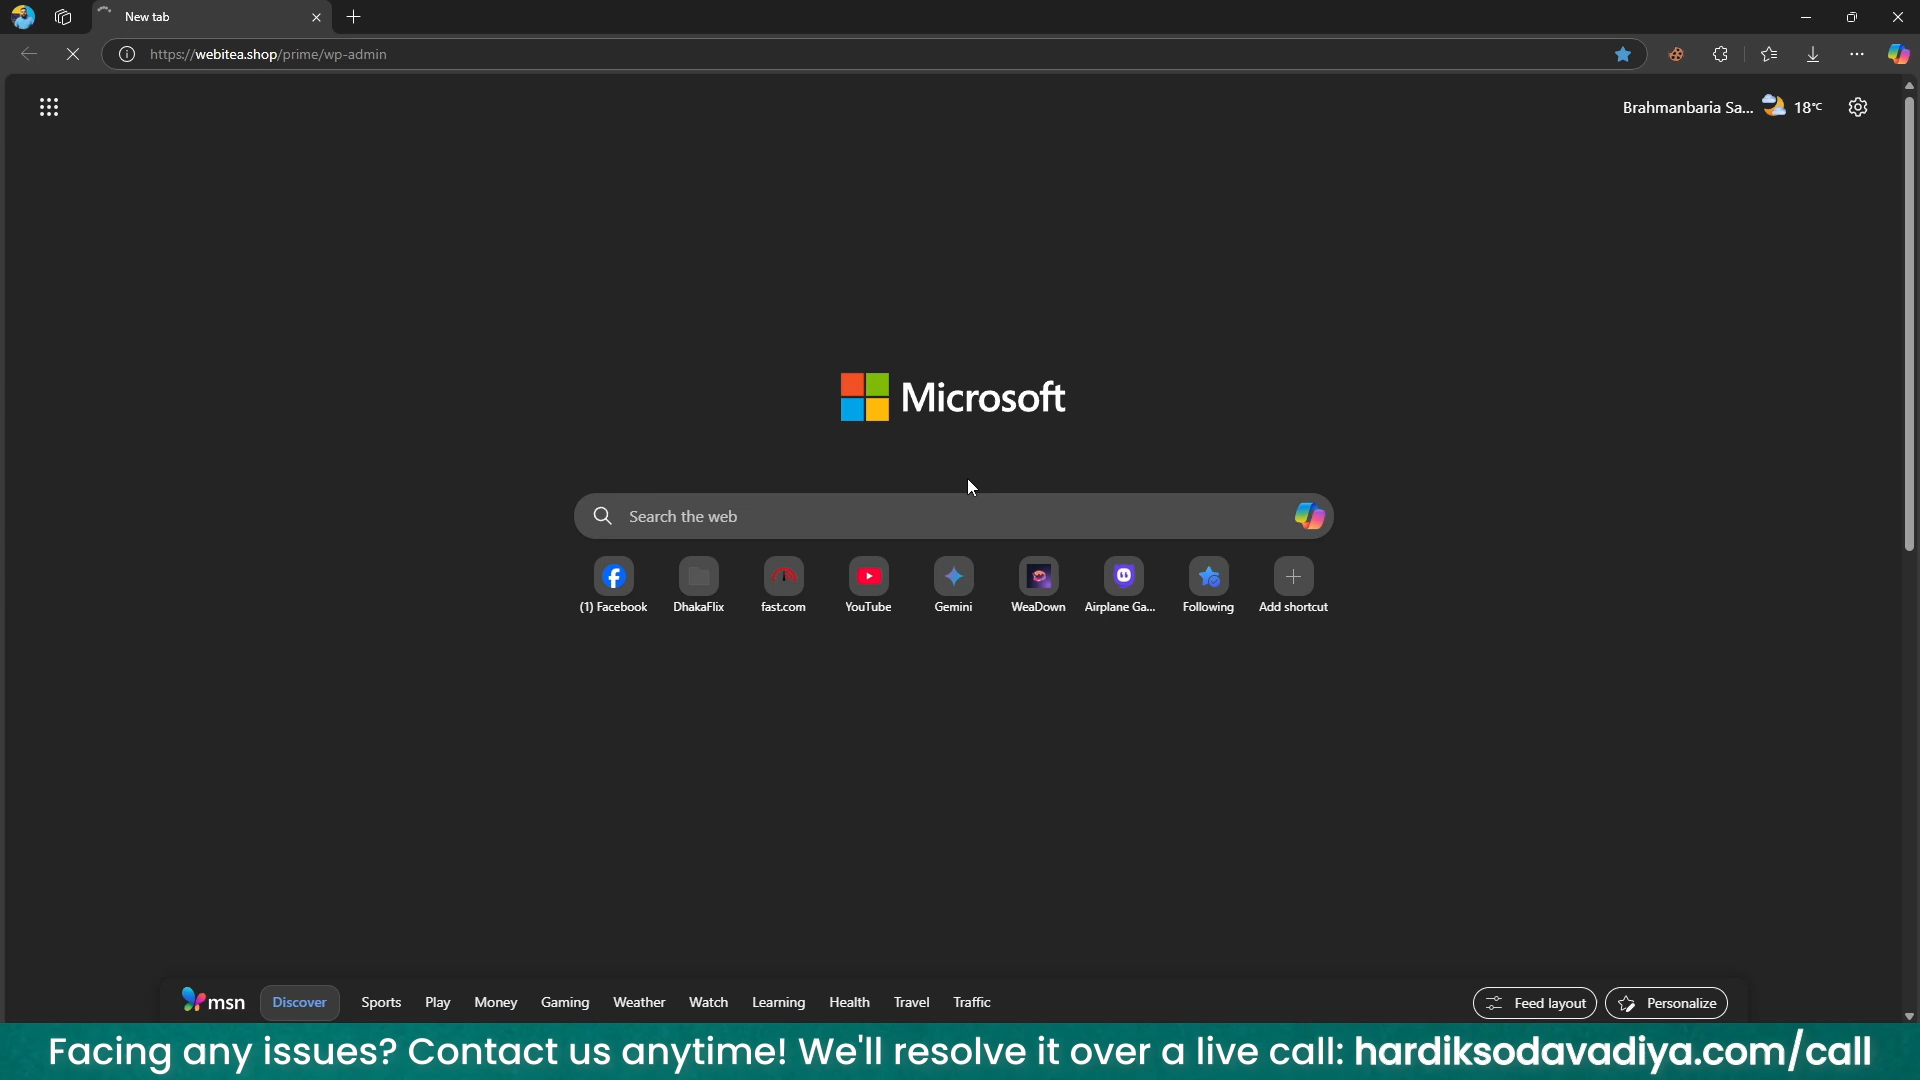 New tab
https://webitea.shop/prime/wp-admin
Brahmanbaria Sa... 18°C
Microsoft
Search the web
(1) Facebook DhakaFlix fast.com YouTube Gemini WeaDown Airplane Ga... Following Add shortcut
msn Discover Sports Play Money Gaming Weather Watch Learning Health Travel Traffic Feed layout Personalize
Facing any issues? Contact us anytime! We'll resolve it over a live call: hardiksodavadiya.com/call